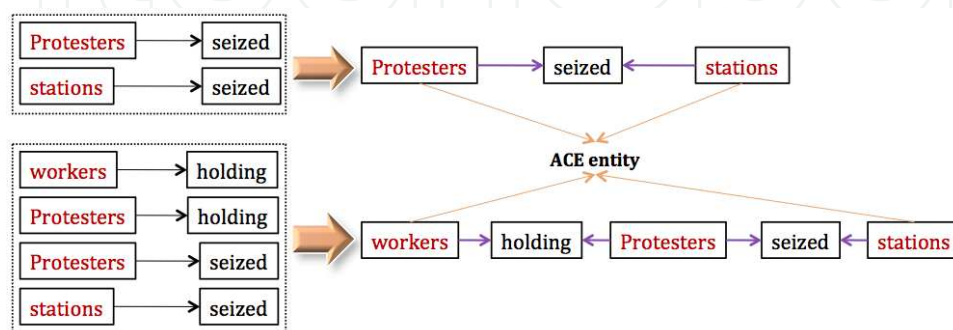 Protesters seized
stations seized
Protesters seized stations
ACE entity
workers holding
Protesters holding
Protesters seized
stations seized
workers holding Protesters seized stations